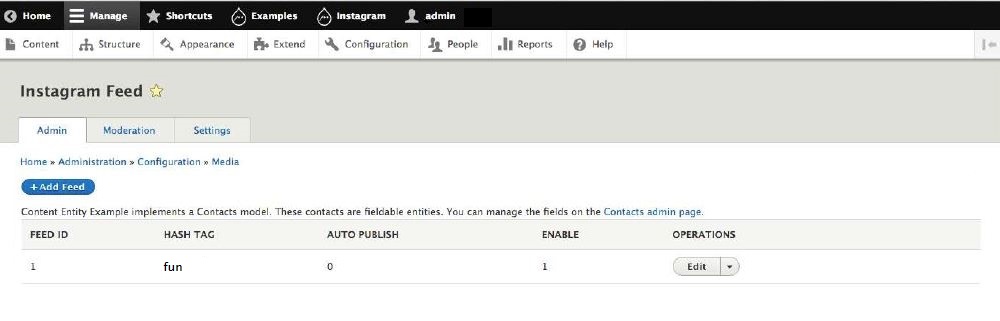 Home Manage Shortcuts Examples Instagram admin
Content Structure Appearance Extend Configuration People Reports Help
Instagram Feed
Admin Moderation Settings
Home » Administration » Configuration » Media
+ Add Feed
Content Entity Example implements a Contacts model. These contacts are fieldable entities. You can manage the fields on the Contacts admin page.
FEED ID HASH TAG AUTO PUBLISH ENABLE OPERATIONS
1 fun 0 1 Edit